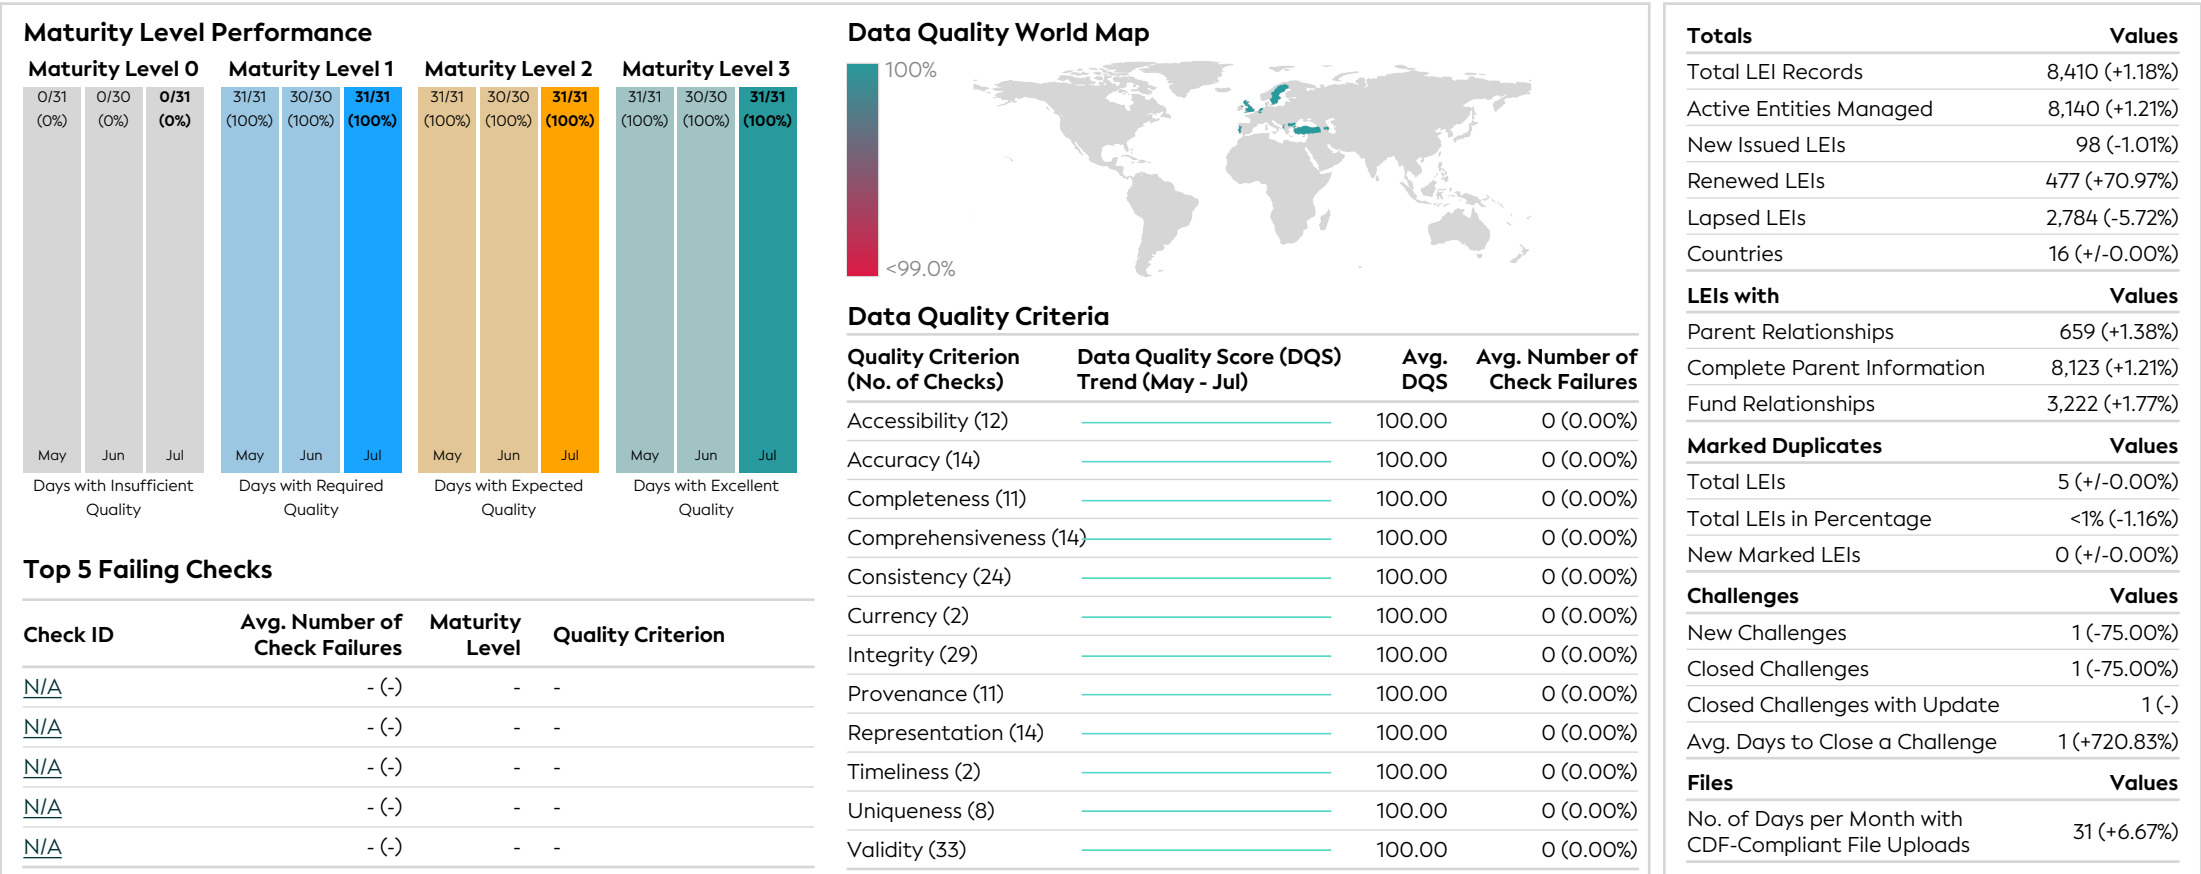 Maturity Level Performance
Maturity Level 0
Maturity Level 1
Maturity Level 2
Maturity Level 3
0/31 0/30 0/31
(0%) (0%) (0%)
31/31 30/30 31/31
(100%) (100%) (100%)
31/31 30/30 31/31
(100%) (100%) (100%)
31/31 30/30 31/31
(100%) (100%) (100%)
May Jun Jul
May Jun Jul
May Jun Jul
May Jun Jul
Days with Insufficient
Quality
Days with Required
Quality
Days with Expected
Quality
Days with Excellent
Quality
Top 5 Failing Checks
Check ID
Avg. Number of
Check Failures
Maturity
Level
Quality Criterion
N/A - (-) - -
N/A - (-) - -
N/A - (-) - -
N/A - (-) - -
N/A - (-) - -
Data Quality World Map
100%
<99.0%
Data Quality Criteria
Quality Criterion
(No. of Checks)
Data Quality Score (DQS)
Trend (May - Jul)
Avg.
DQS
Avg. Number of
Check Failures
Accessibility (12) 100.00 0 (0.00%)
Accuracy (14) 100.00 0 (0.00%)
Completeness (11) 100.00 0 (0.00%)
Comprehensiveness (14) 100.00 0 (0.00%)
Consistency (24) 100.00 0 (0.00%)
Currency (2) 100.00 0 (0.00%)
Integrity (29) 100.00 0 (0.00%)
Provenance (11) 100.00 0 (0.00%)
Representation (14) 100.00 0 (0.00%)
Timeliness (2) 100.00 0 (0.00%)
Uniqueness (8) 100.00 0 (0.00%)
Validity (33) 100.00 0 (0.00%)
Totals Values
Total LEI Records 8,410 (+1.18%)
Active Entities Managed 8,140 (+1.21%)
New Issued LEIs 98 (-1.01%)
Renewed LEIs 477 (+70.97%)
Lapsed LEIs 2,784 (-5.72%)
Countries 16 (+/-0.00%)
LEIs with Values
Parent Relationships 659 (+1.38%)
Complete Parent Information 8,123 (+1.21%)
Fund Relationships 3,222 (+1.77%)
Marked Duplicates Values
Total LEIs 5 (+/-0.00%)
Total LEIs in Percentage <1% (-1.16%)
New Marked LEIs 0 (+/-0.00%)
Challenges Values
New Challenges 1 (-75.00%)
Closed Challenges 1 (-75.00%)
Closed Challenges with Update 1 (-)
Avg. Days to Close a Challenge 1 (+720.83%)
Files Values
No. of Days per Month with
CDF-Compliant File Uploads 31 (+6.67%)